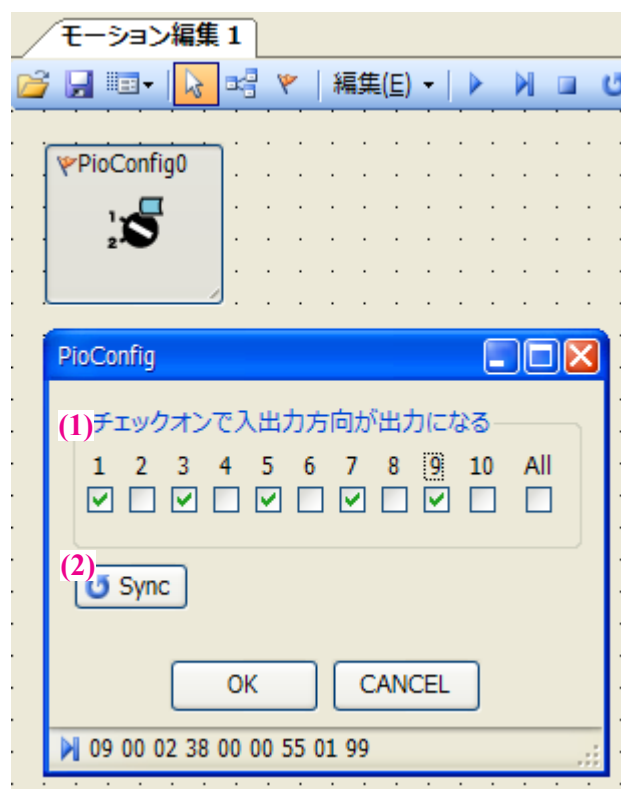 モーション編集 1
編集(E)
PioConfig0
1
2
PioConfig
(1) チェックオンで入出力方向が出力になる
1 2 3 4 5 6 7 8 9 10 All
(2)
Sync
OK CANCEL
09 00 02 38 00 00 55 01 99